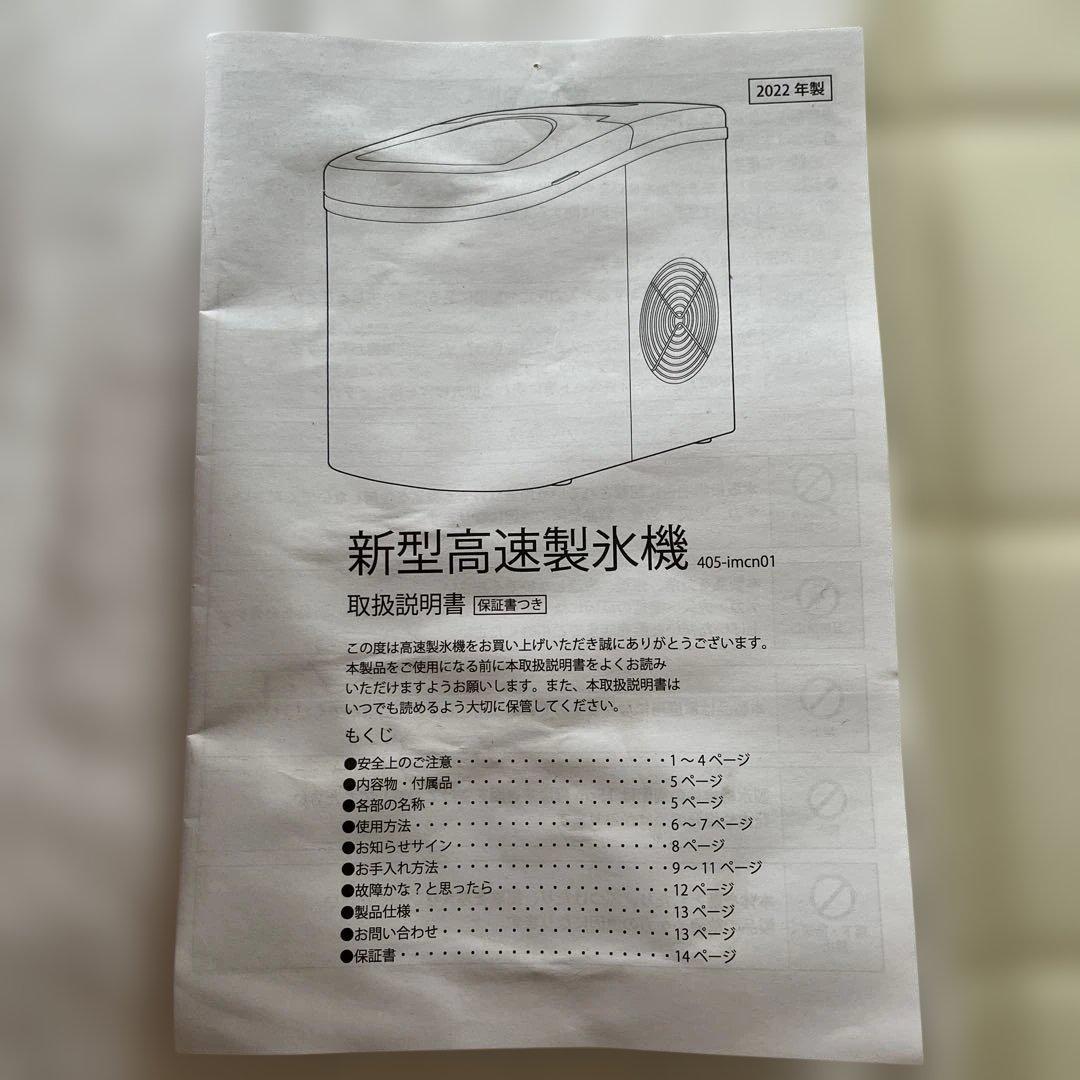 2022 年製
新型高速製氷機 405-imcn01
取扱説明書 保証書つき
この度は高速製氷機をお買い上げいただき誠にありがとうございます。
本製品をご使用になる前に本取扱説明書をよくお読み
いただけますようお願いします。また、本取扱説明書は
いつでも読めるよう大切に保管してください。
もくじ
●安全上のご注意・・・・・・・・・・・・・・・・1～4ページ
●内容物・付属品・・・・・・・・・・・・・・・・5ページ
●各部の名称・・・・・・・・・・・・・・・・・・5ページ
●使用方法・・・・・・・・・・・・・・・・・・・6～7ページ
●お知らせサイン・・・・・・・・・・・・・・・・8ページ
●お手入れ方法・・・・・・・・・・・・・・・・・9～11ページ
●故障かな？と思ったら・・・・・・・・・・・・・12ページ
●製品仕様・・・・・・・・・・・・・・・・・・・13ページ
●お問い合わせ・・・・・・・・・・・・・・・・・13ページ
●保証書・・・・・・・・・・・・・・・・・・・・14ページ